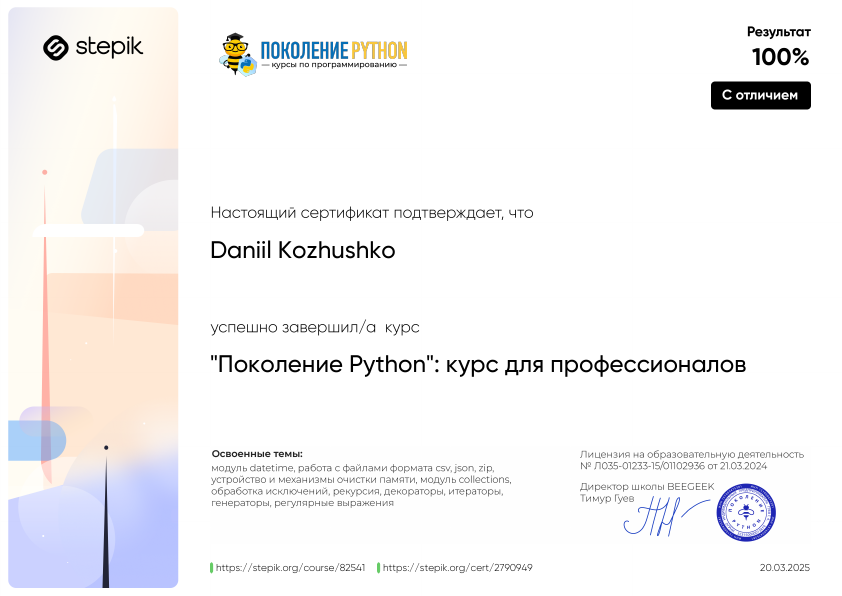 stepik
ПОКОЛЕНИЕ PYTHON
— курсы по программированию —
Результат
100%
С отличием
Настоящий сертификат подтверждает, что
Daniil Kozhushko
успешно завершил/а курс
"Поколение Python": курс для профессионалов
Освоенные темы:
модуль datetime, работа с файлами формата csv, json, zip,
устройство и механизмы очистки памяти, модуль collections,
обработка исключений, рекурсия, декораторы, итераторы,
генераторы, регулярные выражения
Лицензия на образовательную деятельность
№ Л035-01233-15/01102936 от 21.03.2024
Директор школы BEEGEEK
Тимур Гуев
ПОКОЛЕНИЕ
PYTHON
https://stepik.org/course/82541
https://stepik.org/cert/2790949
20.03.2025